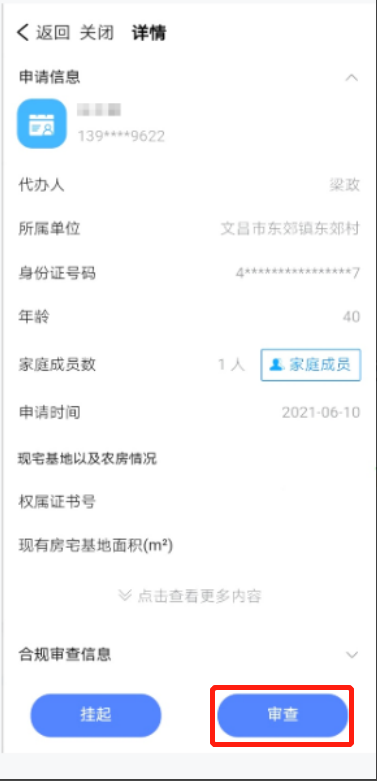 返回 关闭 详情
申请信息
139****9622
代办人 梁政
所属单位 文昌市东郊镇东郊村
身份证号码 4****************7
年龄 40
家庭成员数 1 人 家庭成员
申请时间 2021-06-10
现宅基地以及农房情况
权属证书号
现有房宅基地面积(m²)
点击查看更多内容
合规审查信息
挂起 审查